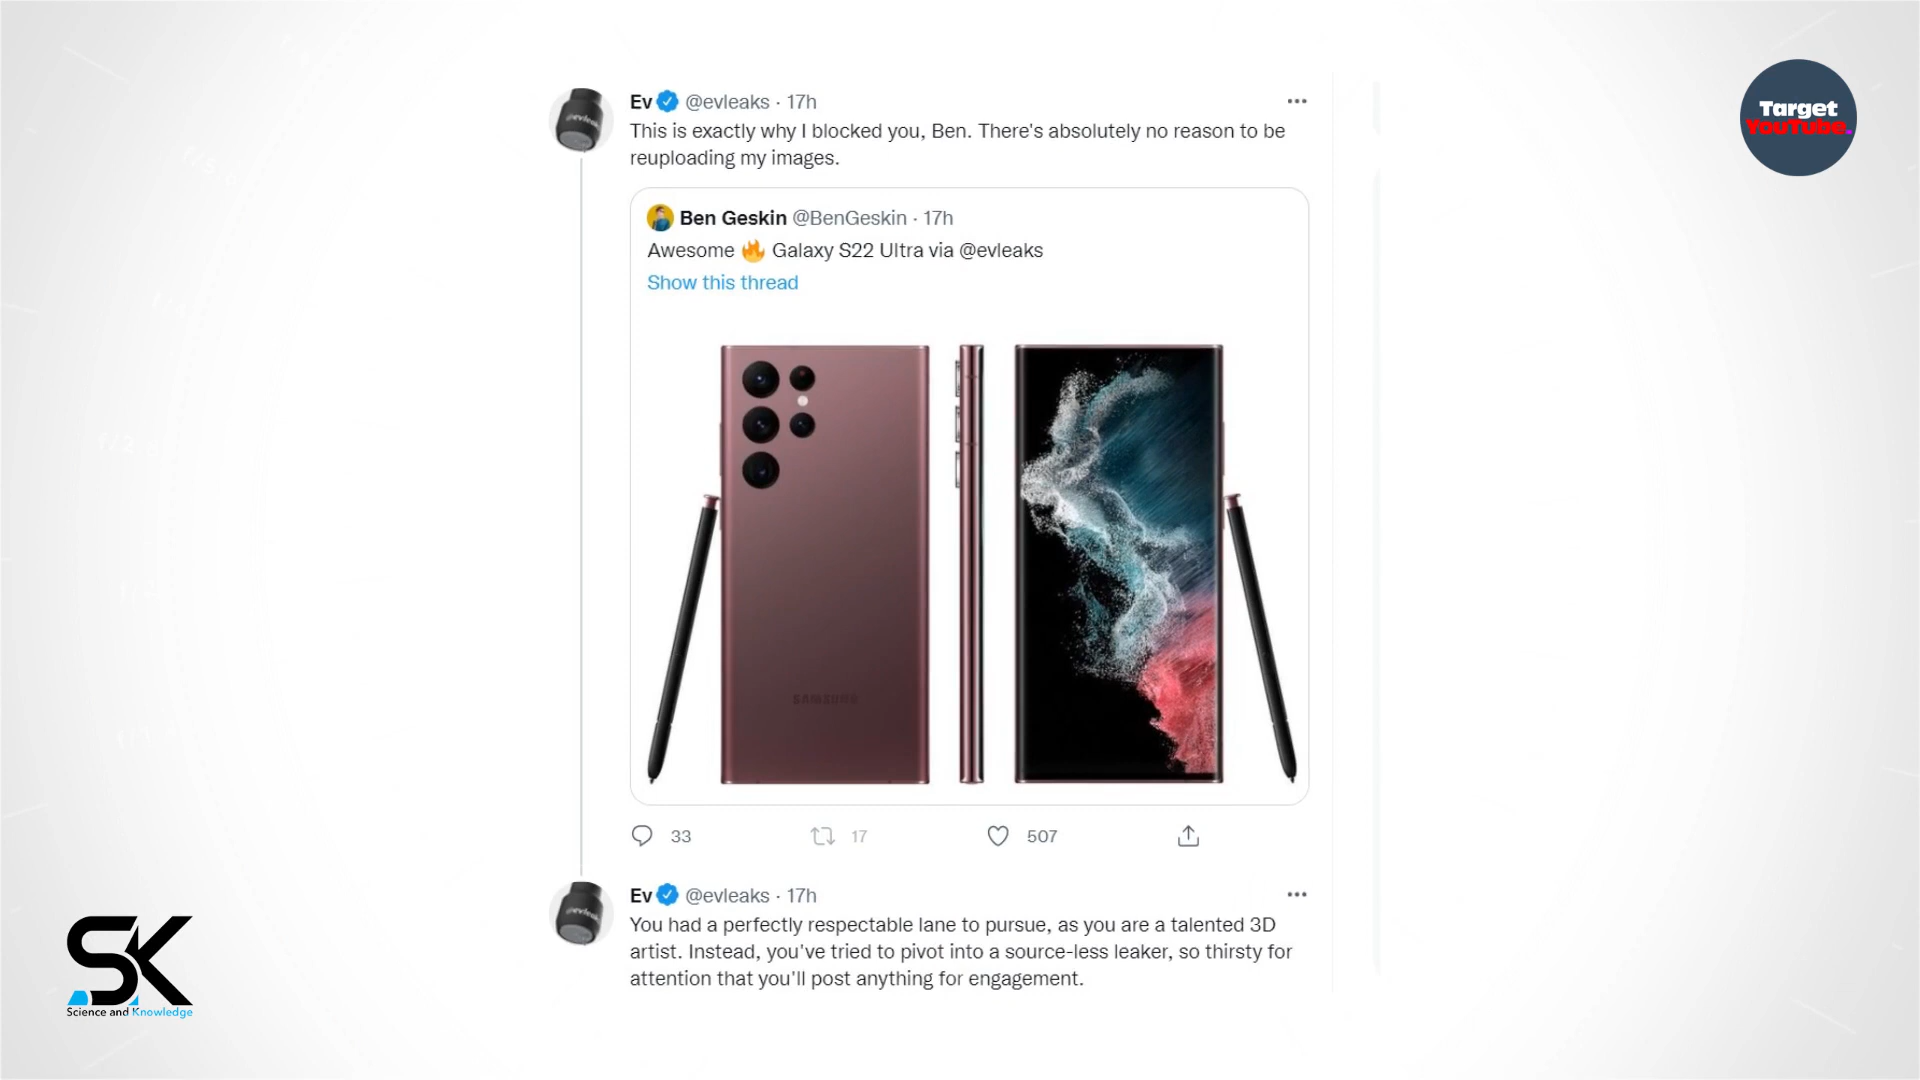 Ev @evleaks · 17h
This is exactly why I blocked you, Ben. There's absolutely no reason to be
reuploading my images.
Ben Geskin @BenGeskin · 17h
Awesome 🔥 Galaxy S22 Ultra via @evleaks
Show this thread
SAMSUNG
33 17 507
Ev @evleaks · 17h
You had a perfectly respectable lane to pursue, as you are a talented 3D
artist. Instead, you've tried to pivot into a source-less leaker, so thirsty for
attention that you'll post anything for engagement.
Target
YouTube.
SK
Science and Knowledge